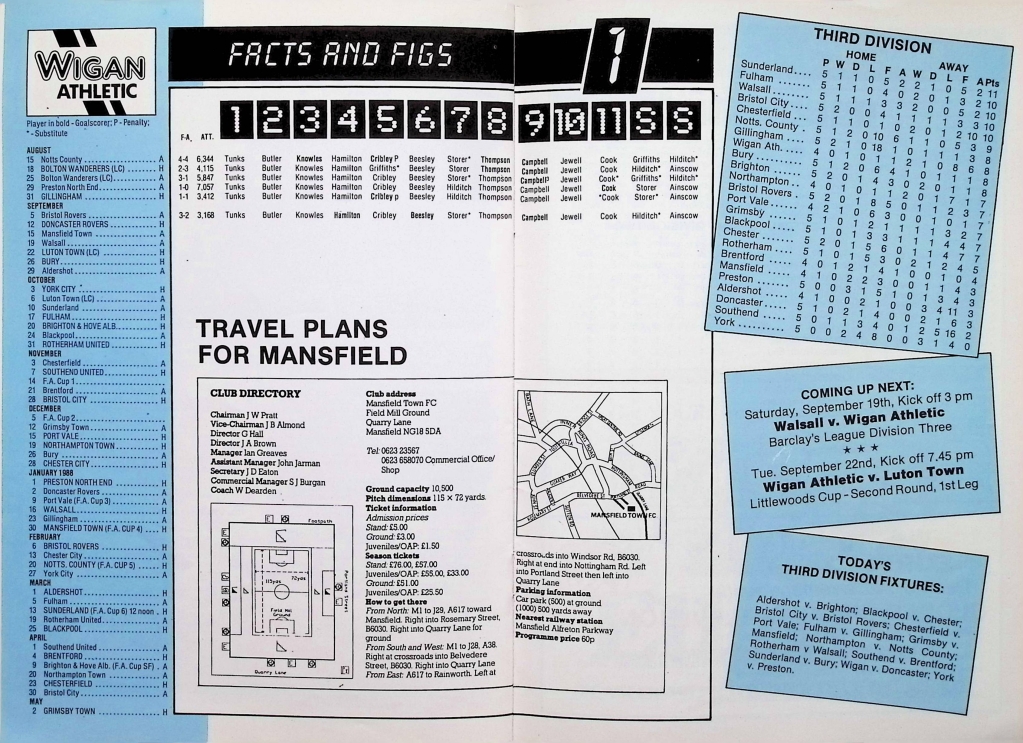 WIGAN
ATHLETIC
Player in bold - Goalscorer; P - Penalty;
* - Substitute
AUGUST
15 Notts County A
18 BOLTON WANDERERS (LC) H
25 Bolton Wanderers (LC) A
29 Preston North End A
31 GILLINGHAM H
SEPTEMBER
5 Bristol Rovers A
12 DONCASTER ROVERS H
15 Mansfield Town A
19 Walsall A
22 LUTON TOWN (LC) H
26 BURY H
29 Aldershot A
OCTOBER
3 YORK CITY H
6 Luton Town (LC) A
10 Sunderland A
17 FULHAM H
20 BRIGHTON & HOVE ALB. H
24 Blackpool A
31 ROTHERHAM UNITED H
NOVEMBER
3 Chesterfield A
7 SOUTHEND UNITED H
14 F.A. Cup 1
21 Brentford A
28 BRISTOL CITY H
DECEMBER
5 F.A. Cup 2
12 Grimsby Town A
15 PORT VALE H
19 NORTHAMPTON TOWN H
26 Bury A
28 CHESTER CITY H
JANUARY 1988
1 PRESTON NORTH END H
2 Doncaster Rovers A
9 Port Vale (F.A. Cup 3) A
16 WALSALL H
23 Gillingham A
30 MANSFIELD TOWN (F.A. CUP 4) H
FEBRUARY
6 BRISTOL ROVERS H
13 Chester City A
20 NOTTS. COUNTY (F.A. CUP 5) H
27 York City A
MARCH
1 ALDERSHOT H
5 Fulham A
13 SUNDERLAND (F.A. Cup 6) 12 noon H
19 Rotherham United A
25 BLACKPOOL H
APRIL
1 Southend United A
4 BRENTFORD H
9 Brighton & Hove Alb. (F.A. Cup SF) A
20 Northampton Town A
23 CHESTERFIELD H
30 Bristol City A
MAY
2 GRIMSBY TOWN H
FACTS AND FIGS
1
F-A. ATT. 1 2 3 4 5 6 7 8 9 10 11 S S
4-4 6,344 Tunks Butler Knowles Hamilton Cribley P Beesley Storer* Thompson Campbell Jewell Cook Griffiths Hilditch*
2-3 4,115 Tunks Butler Knowles Hamilton Griffiths* Beesley Storer Thompson Campbell Jewell Cook Hilditch* Ainscow
3-1 5,847 Tunks Butler Knowles Hamilton Cribley Beesley Storer* Thompson CampbellP Jewell Cook* Griffiths* Hilditch*
1-0 7,057 Tunks Butler Knowles Hamilton Cribley Beesley Hilditch Thompson Campbell Jewell Cook Storer Ainscow
1-1 3,412 Tunks Butler Knowles Hamilton Cribley p Beesley Hilditch Thompson Campbell Jewell *Cook Storer* Ainscow
3-2 3,168 Tunks Butler Knowles Hamilton Cribley Beesley Storer* Thompson Campbell Jewell Cook Hilditch* Ainscow
TRAVEL PLANS
FOR MANSFIELD
CLUB DIRECTORY
Chairman J W Pratt
Vice-Chairman J B Almond
Director G Hall
Director J A Brown
Manager Ian Greaves
Assistant Manager John Jarman
Secretary J D Eaton
Commercial Manager S J Burgan
Coach W Dearden
Footpath
115yds
72yds
Field Mill
Ground
Portland Street
Quarry Lane
Club address
Mansfield Town FC
Field Mill Ground
Quarry Lane
Mansfield NG18 5DA
Tel: 0623 23567
0623 658070 Commercial Office/
Shop
Ground capacity 10,500
Pitch dimensions 115 × 72 yards.
Ticket information
Admission prices
Stand: £5.00
Ground: £3.00
Juveniles/OAP: £1.50
Season tickets
Stand: £76.00, £57.00
Juveniles/OAP: £55.00, £33.00
Ground: £51.00
Juveniles/OAP: £25.50
How to get there
From North: M1 to J29, A617 toward
Mansfield. Right into Rosemary Street,
B6030. Right into Quarry Lane for
ground
From South and West: M1 to J28, A38.
Right at crossroads into Belvedere
Street, B6030. Right into Quarry Lane
From East: A617 to Rainworth. Left at
MANSFIELD TOWN FC
crossroads into Windsor Rd, B6030.
Right at end into Nottingham Rd. Left
into Portland Street then left into
Quarry Lane
Parking information
Car park (500) at ground
(1000) 500 yards away
Nearest railway station
Mansfield Alfreton Parkway
Programme price 60p
THIRD DIVISION
HOME AWAY
P W D L F A W D L F A Pts
Sunderland 5 1 1 0 5 2 2 1 0 5 2 11
Fulham
Walsall
Bristol City
Chesterfield
Notts. County
Gillingham
Wigan Ath.
Bury
Brighton
Northampton
Bristol Rovers
Port Vale
Grimsby
Blackpool
Chester
Rotherham
Brentford
Mansfield
Preston
Aldershot
Doncaster
Southend
York 5 0 0 2 4 8 0 0 3 1 4 0
COMING UP NEXT:
Saturday, September 19th, Kick off 3 pm
Walsall v. Wigan Athletic
Barclay's League Division Three
★ ★ ★
Tue. September 22nd, Kick off 7.45 pm
Wigan Athletic v. Luton Town
Littlewoods Cup - Second Round, 1st Leg
TODAY'S
THIRD DIVISION FIXTURES:
Aldershot v. Brighton; Blackpool v. Chester;
Bristol City v. Bristol Rovers; Chesterfield v.
Port Vale; Fulham v. Gillingham; Grimsby v.
Mansfield; Northampton v. Notts County;
Rotherham v Walsall; Southend v. Brentford;
Sunderland v. Bury; Wigan v. Doncaster; York
v. Preston.